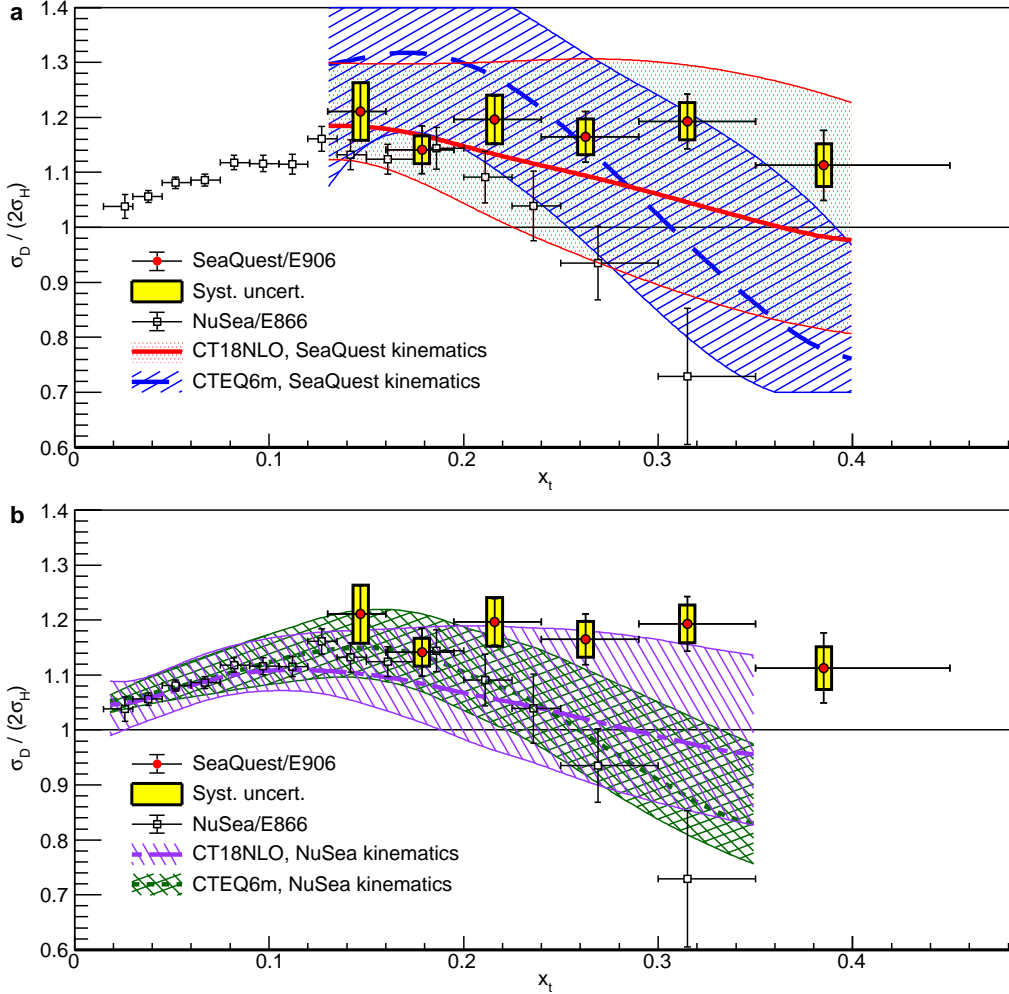 a
1.4
1.3
1.2
1.1
1
0.9
0.8
0.7
0.6
σ_D / (2σ_H)
SeaQuest/E906
Syst. uncert.
NuSea/E866
CT18NLO, SeaQuest kinematics
CTEQ6m, SeaQuest kinematics
0 0.1 0.2 0.3 0.4
x_t
b
1.4
1.3
1.2
1.1
1
0.9
0.8
0.7
0.6
σ_D / (2σ_H)
SeaQuest/E906
Syst. uncert.
NuSea/E866
CT18NLO, NuSea kinematics
CTEQ6m, NuSea kinematics
0 0.1 0.2 0.3 0.4
x_t